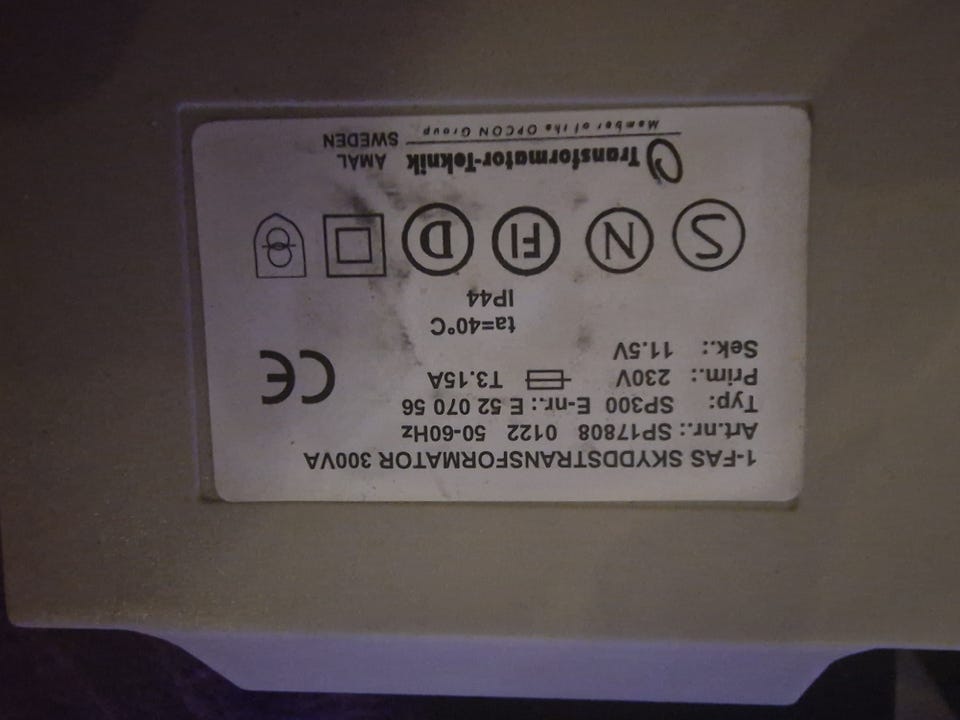 1-FAS SKYDDSTRANSFORMATOR 300VA
Art.nr.: SP17808 0122 50-60Hz
Typ: SP300 E-nr.: E 52 070 56
Prim.: 230V T3.15A
Sek.: 11.5V
CE
ta=40°C
IP44
S N FI D
Transformator-Teknik
Member of the OPCON Group
AMAL
SWEDEN